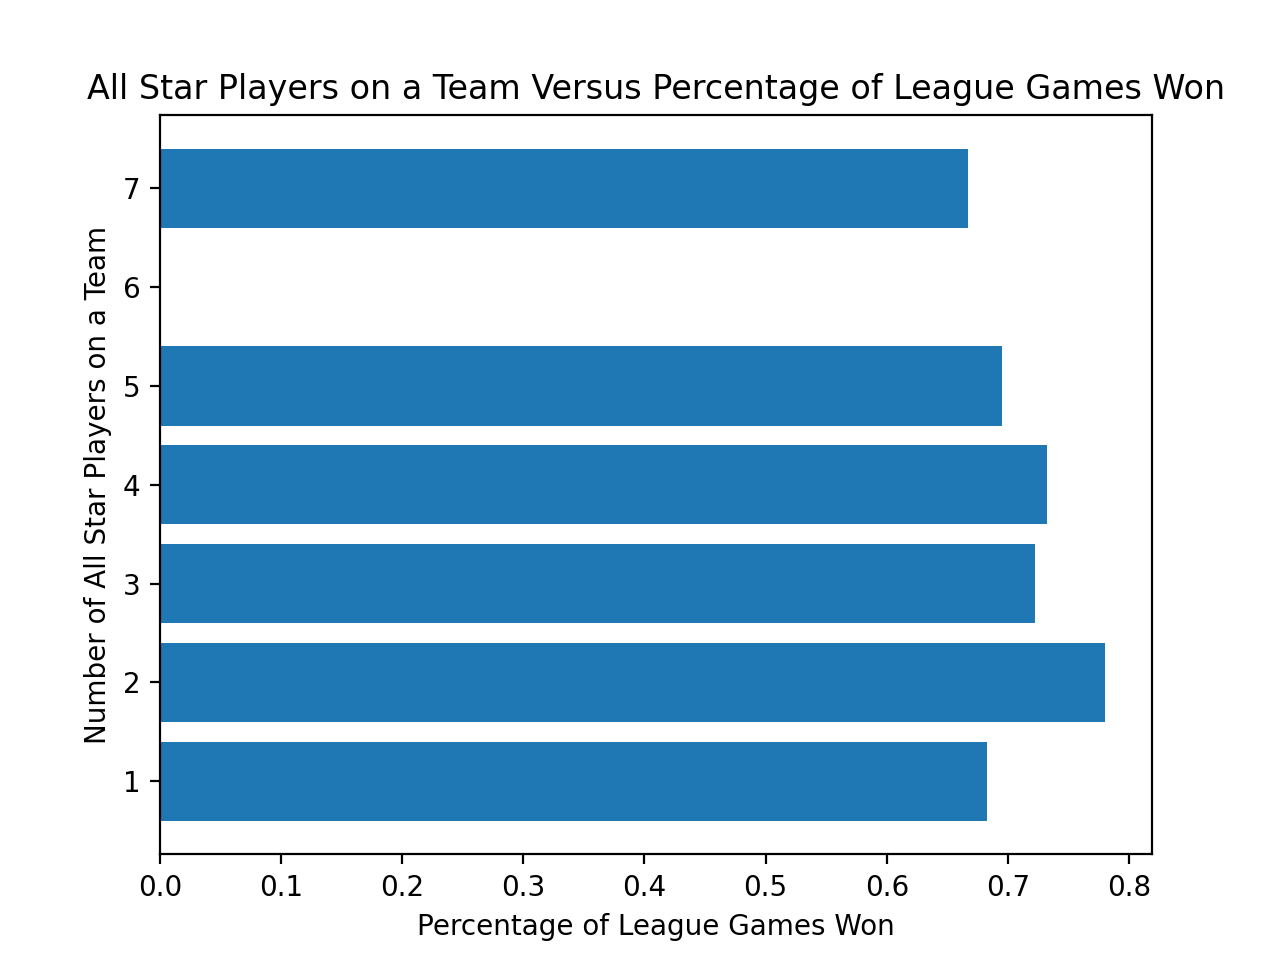 All Star Players on a Team Versus Percentage of League Games Won
Number of All Star Players on a Team
7
6
5
4
3
2
1
0.0 0.1 0.2 0.3 0.4 0.5 0.6 0.7 0.8
Percentage of League Games Won